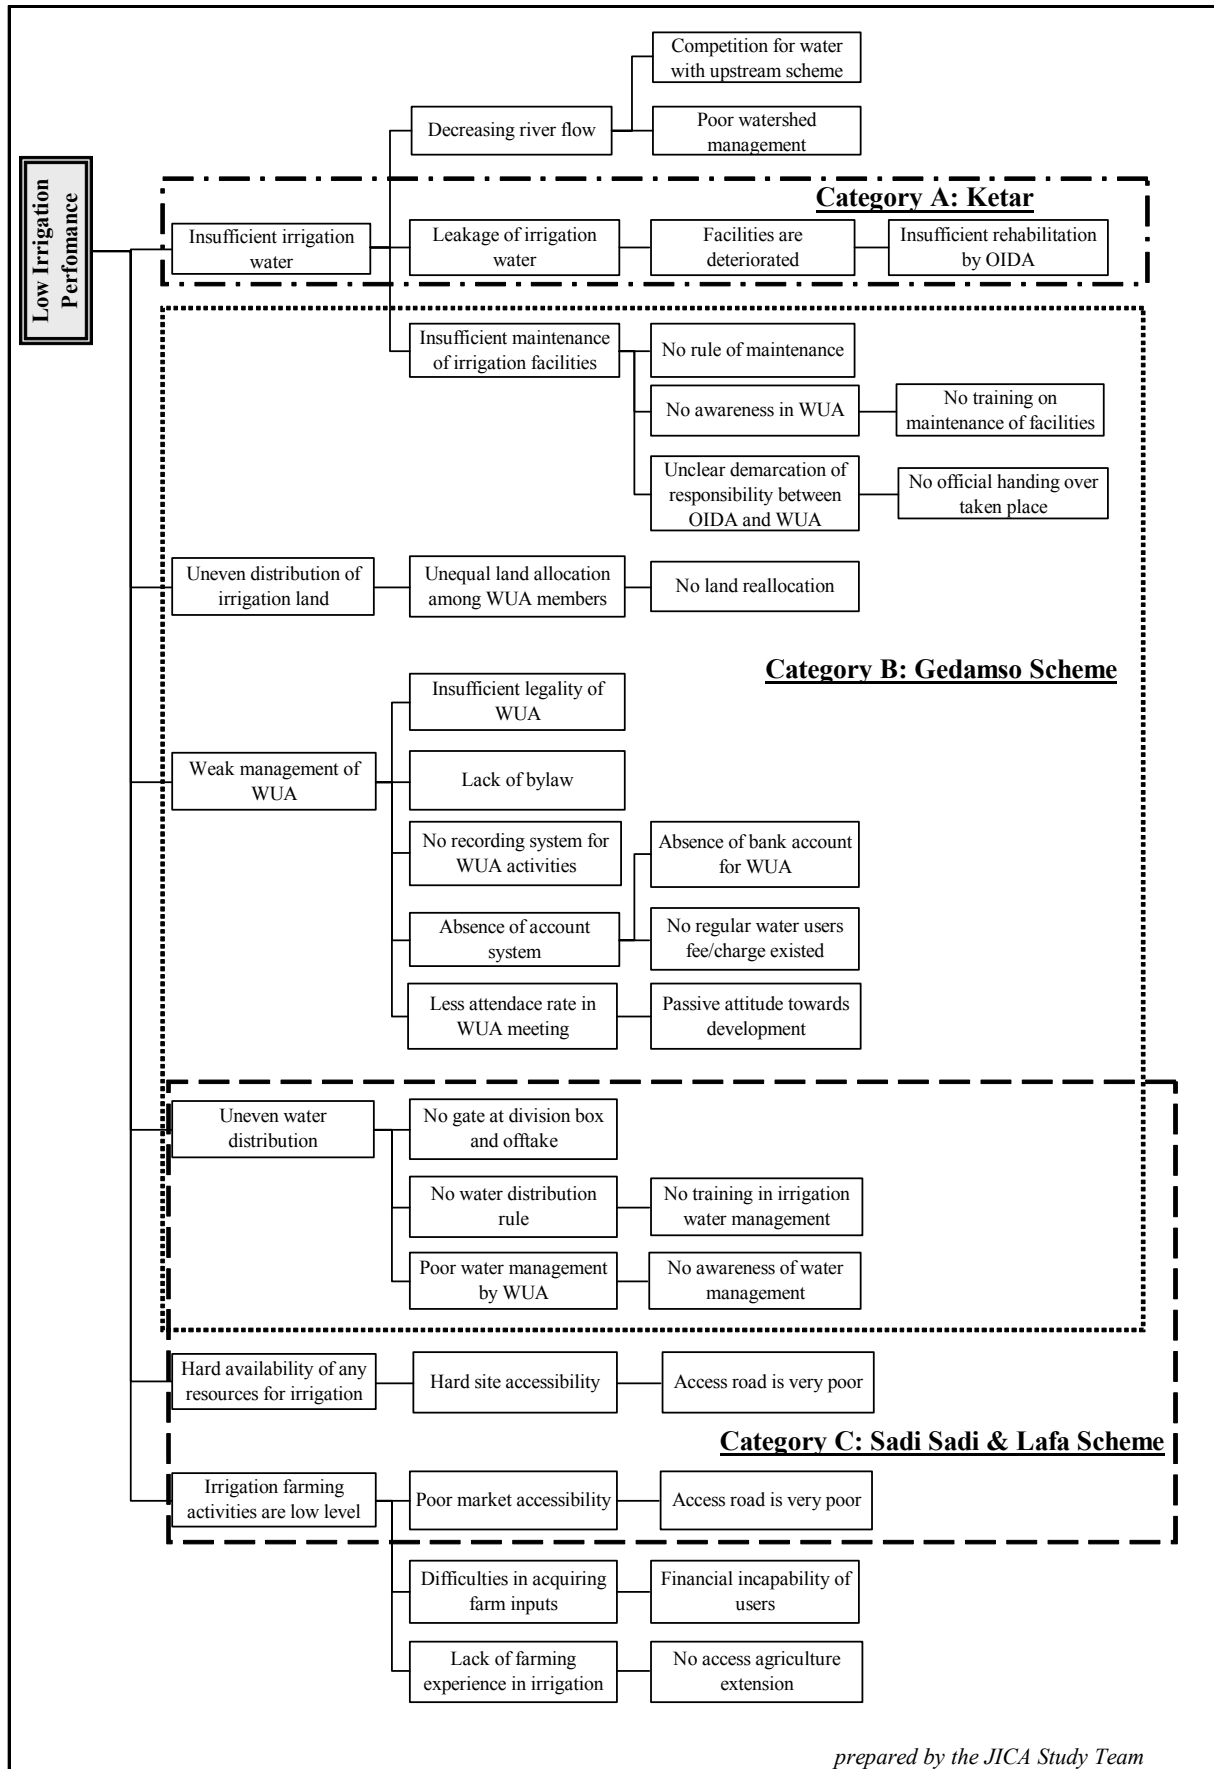 Competition for water
with upstream scheme
Decreasing river flow
Poor watershed
management
Low Irrigation
Perfomance
Category A: Ketar
Insufficient irrigation
water
Leakage of irrigation
water
Facilities are
deteriorated
Insufficient rehabilitation
by OIDA
Insufficient maintenance
of irrigation facilities
No rule of maintenance
No awareness in WUA
No training on
maintenance of facilities
Unclear demarcation of
responsibility between
OIDA and WUA
No official handing over
taken place
Uneven distribution of
irrigation land
Unequal land allocation
among WUA members
No land reallocation
Category B: Gedamso Scheme
Insufficient legality of
WUA
Weak management of
WUA
Lack of bylaw
No recording system for
WUA activities
Absence of bank account
for WUA
Absence of account
system
No regular water users
fee/charge existed
Less attendace rate in
WUA meeting
Passive attitude towards
development
Uneven water
distribution
No gate at division box
and offtake
No water distribution
rule
No training in irrigation
water management
Poor water management
by WUA
No awareness of water
management
Hard availability of any
resources for irrigation
Hard site accessibility
Access road is very poor
Category C: Sadi Sadi & Lafa Scheme
Irrigation farming
activities are low level
Poor market accessibility
Access road is very poor
Difficulties in acquiring
farm inputs
Financial incapability of
users
Lack of farming
experience in irrigation
No access agriculture
extension
prepared by the JICA Study Team